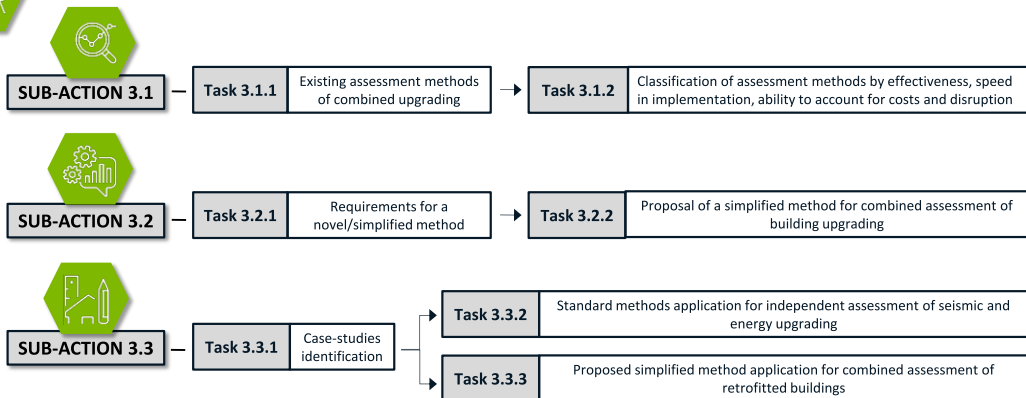 SUB-ACTION 3.1
Task 3.1.1
Existing assessment methods
of combined upgrading
Task 3.1.2
Classification of assessment methods by effectiveness, speed
in implementation, ability to account for costs and disruption
SUB-ACTION 3.2
Task 3.2.1
Requirements for a
novel/simplified method
Task 3.2.2
Proposal of a simplified method for combined assessment of
building upgrading
SUB-ACTION 3.3
Task 3.3.1
Case-studies
identification
Task 3.3.2
Standard methods application for independent assessment of seismic and
energy upgrading
Task 3.3.3
Proposed simplified method application for combined assessment of
retrofitted buildings